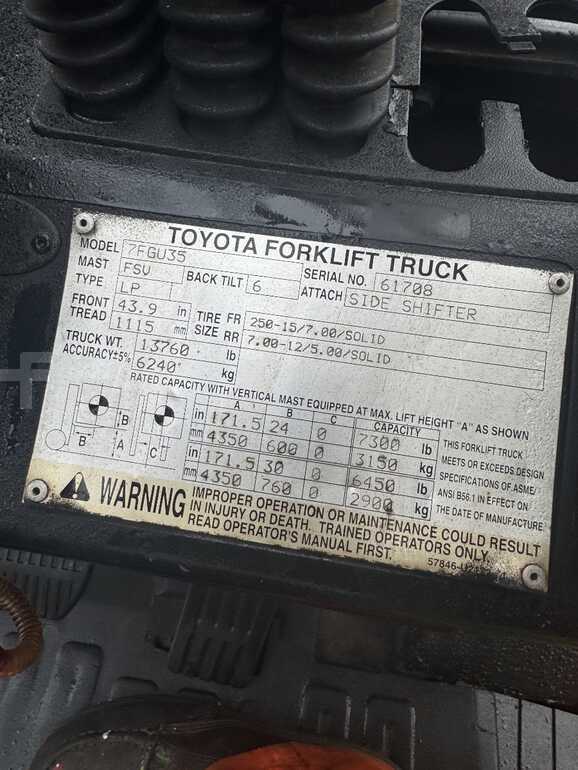 TOYOTA FORKLIFT TRUCK
MODEL 7FGU35 SERIAL NO. 61708
MAST FSV BACK TILT 6 ATTACH SIDE SHIFTER
TYPE LP
FRONT TREAD 43.9 in 1115 mm
TIRE SIZE FR 250-15/7.00/SOLID
RR 7.00-12/5.00/SOLID
TRUCK WT. ACCURACY±5% 13760 lb 6240 kg
RATED CAPACITY WITH VERTICAL MAST EQUIPPED AT MAX. LIFT HEIGHT "A" AS SHOWN
A B C CAPACITY
in 171.5 24 0 7300 lb
mm 4350 600 0 3150 kg
in 171.5 30 0 6450 lb
mm 4350 760 0 2900 kg
B B A C
THIS FORKLIFT TRUCK
MEETS OR EXCEEDS DESIGN
SPECIFICATIONS OF ASME/
ANSI B56.1 IN EFFECT ON
THE DATE OF MANUFACTURE
WARNING
IMPROPER OPERATION OR MAINTENANCE COULD RESULT
IN INJURY OR DEATH. TRAINED OPERATORS ONLY.
READ OPERATOR'S MANUAL FIRST.